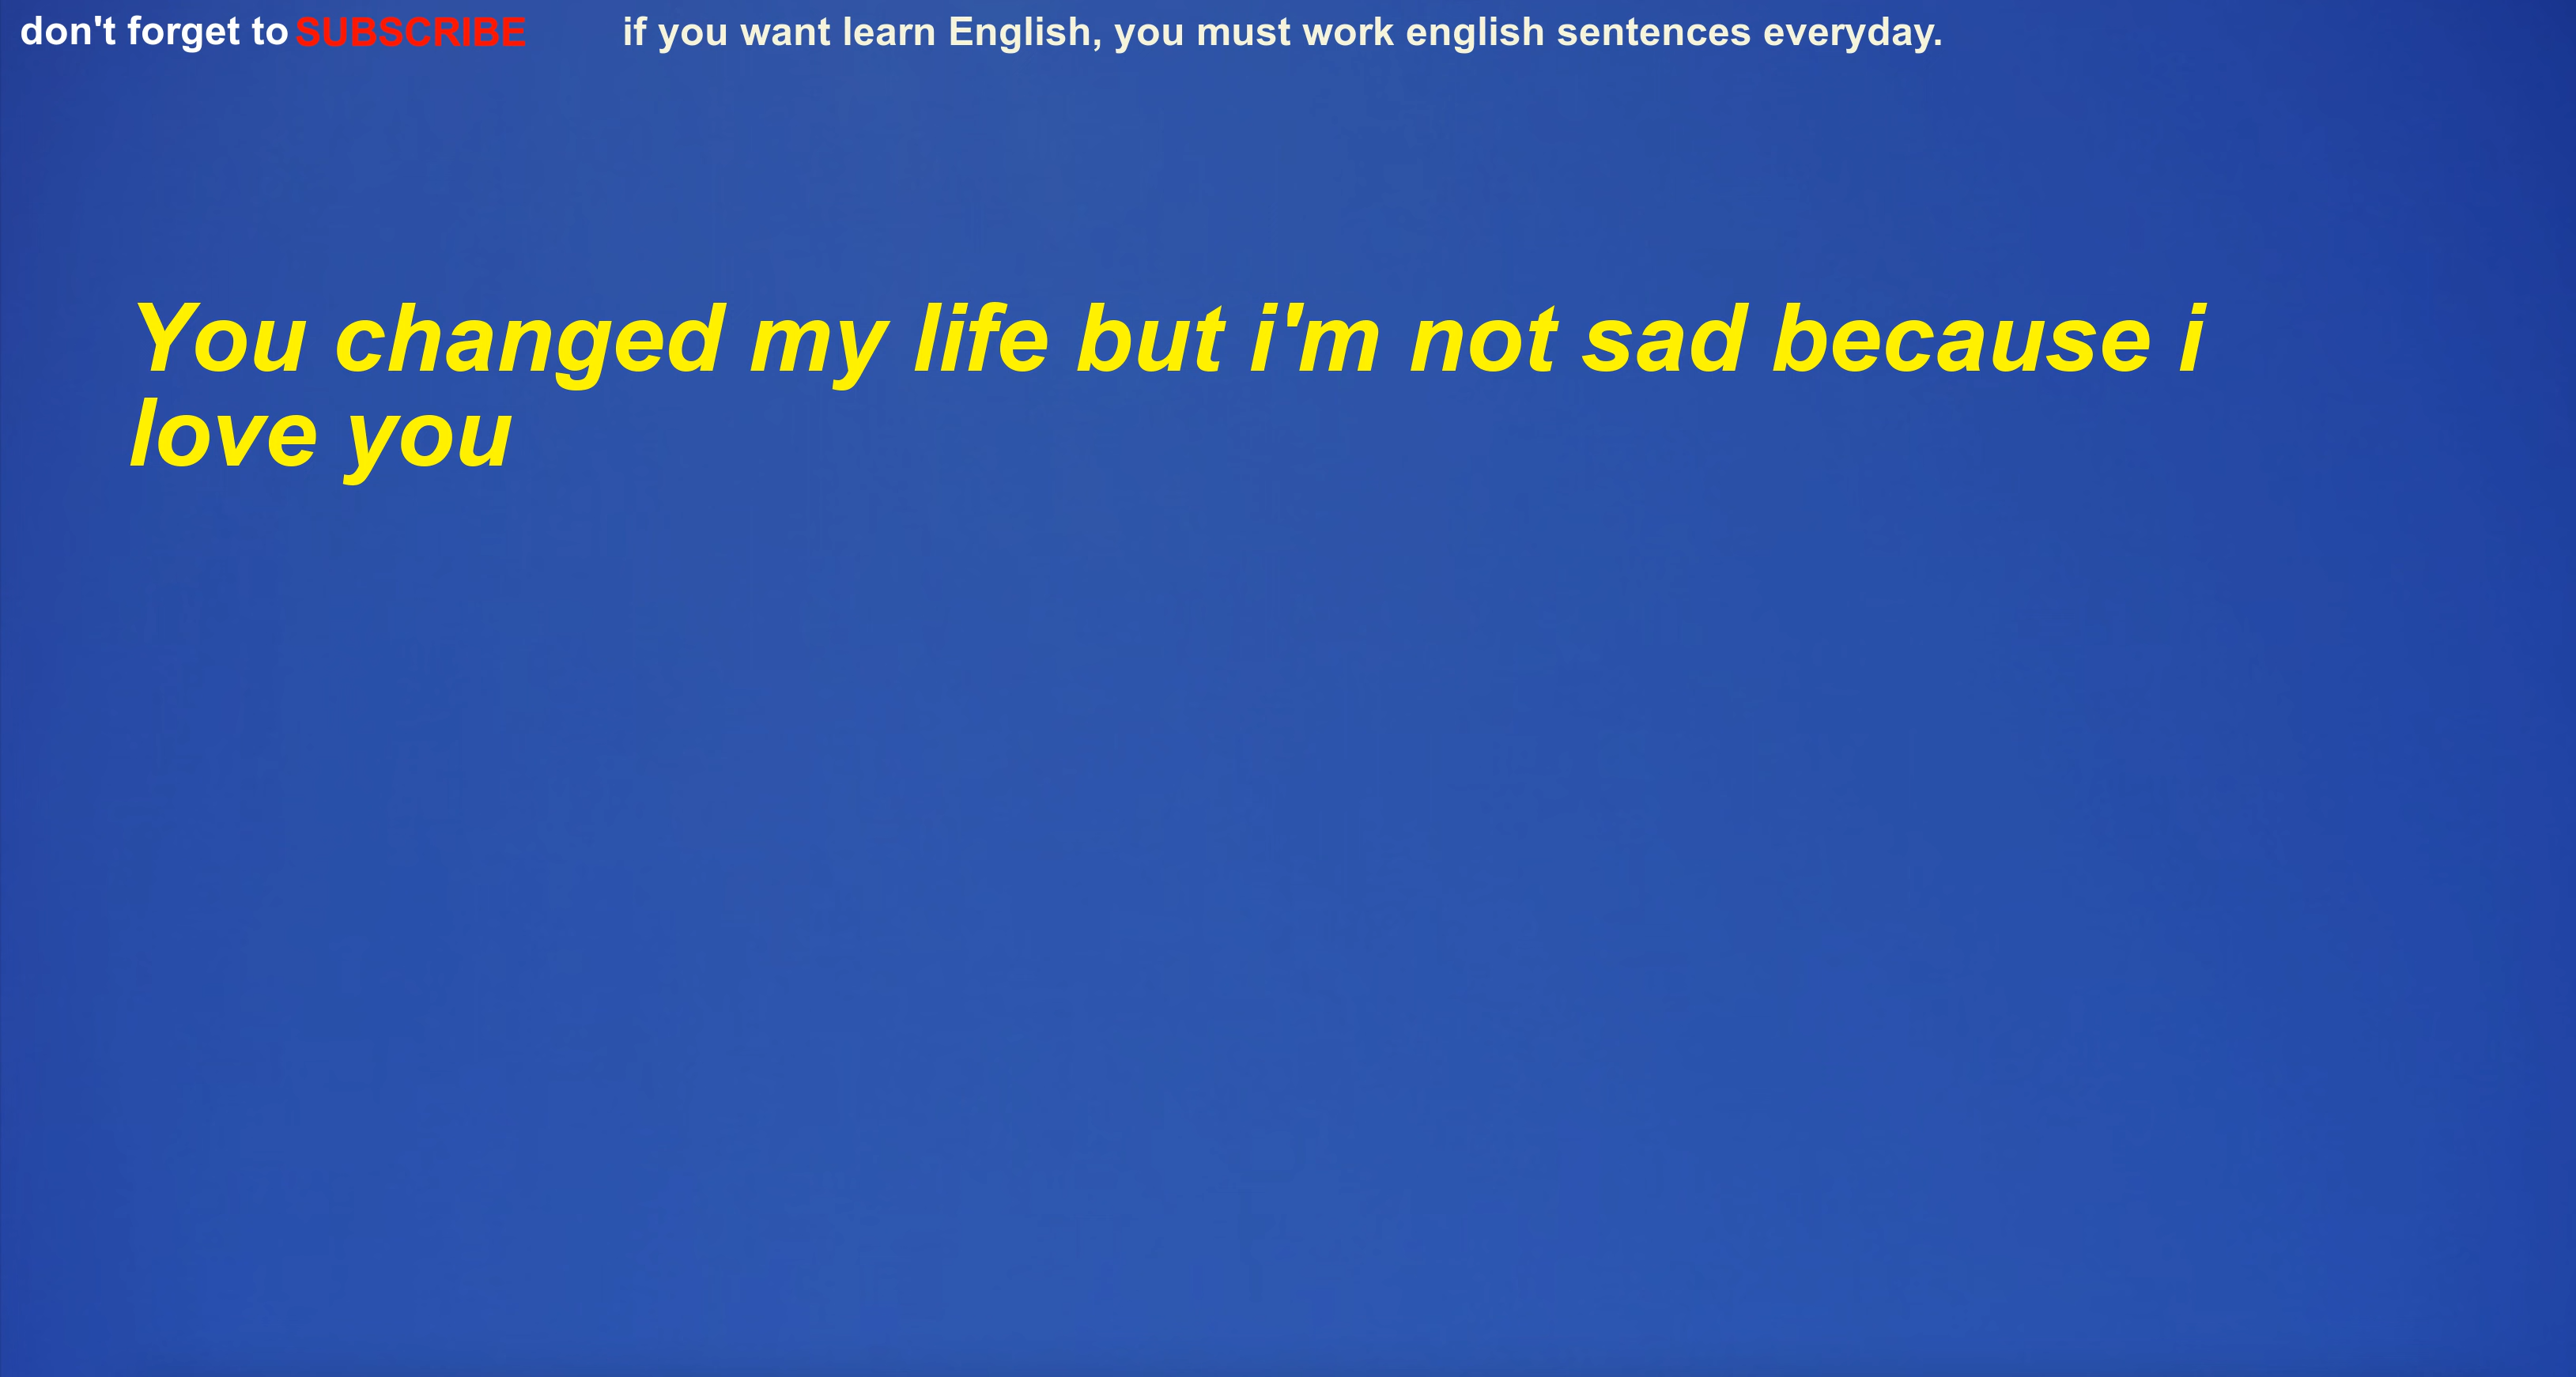 don't forget to SUBSCRIBE if you want learn English, you must work english sentences everyday.
You changed my life but i'm not sad because i
love you